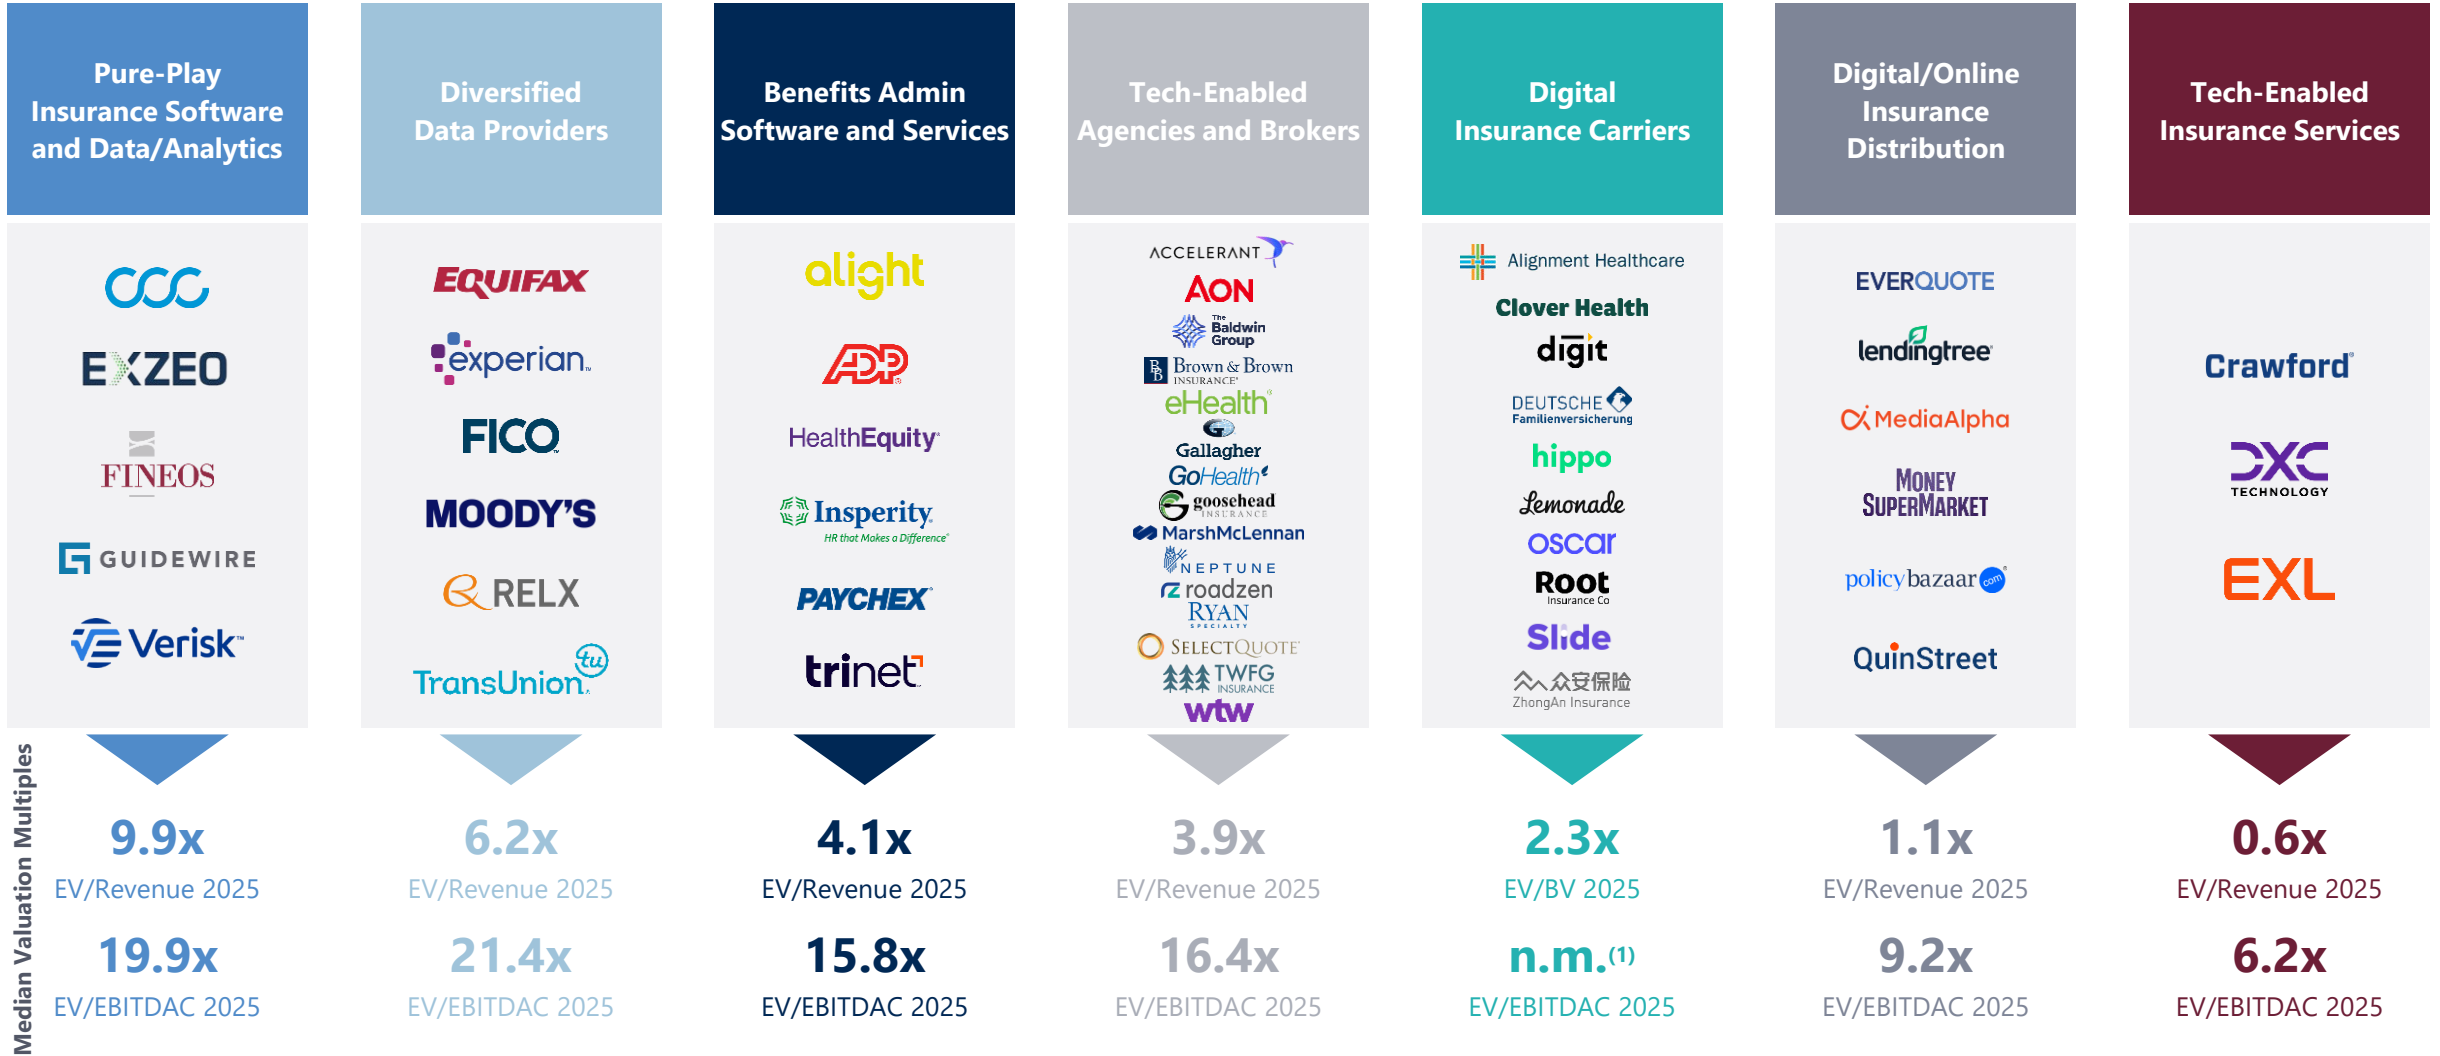 Pure-Play
Insurance Software
and Data/Analytics
Diversified
Data Providers
Benefits Admin
Software and Services
Tech-Enabled
Agencies and Brokers
Digital
Insurance Carriers
Digital/Online
Insurance
Distribution
Tech-Enabled
Insurance Services
CCC
EXZEO
FINEOS
GUIDEWIRE
Verisk™
EQUIFAX
experian™
FICO™
MOODY'S
RELX
TransUnion
tu
alight
ADP®
HealthEquity®
Insperity®
HR that Makes a Difference®
PAYCHEX®
trinet
ACCELERANT
AON
The
Baldwin
Group
BB
Brown & Brown
INSURANCE®
eHealth®
G
Gallagher
GoHealth
goosehead
INSURANCE
MarshMcLennan
NEPTUNE
roadzen
RYAN
SPECIALTY
SELECTQUOTE
TWFG
INSURANCE
wtw
Alignment Healthcare
Clover Health
digit
DEUTSCHE
Familienversicherung
hippo
Lemonade
oscar
Root
Insurance Co
Slide
众安保险
ZhongAn Insurance
EVERQUOTE
lendingtree®
MediaAlpha
MONEY
SUPERMARKET
policybazaar com®
QuinStreet
Crawford®
DXC
TECHNOLOGY
EXL
Median Valuation Multiples
9.9x
EV/Revenue 2025
19.9x
EV/EBITDAC 2025
6.2x
EV/Revenue 2025
21.4x
EV/EBITDAC 2025
4.1x
EV/Revenue 2025
15.8x
EV/EBITDAC 2025
3.9x
EV/Revenue 2025
16.4x
EV/EBITDAC 2025
2.3x
EV/BV 2025
n.m.(1)
EV/EBITDAC 2025
1.1x
EV/Revenue 2025
9.2x
EV/EBITDAC 2025
0.6x
EV/Revenue 2025
6.2x
EV/EBITDAC 2025